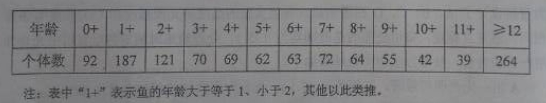 年龄 0+ 1+ 2+ 3+ 4+ 5+ 6+ 7+ 8+ 9+ 10+ 11+ ≥12
个体数 92 187 121 70 69 62 63 72 64 55 42 39 264
注：表中“1+”表示鱼的年龄大于等于1、小于2，其他以此类推。